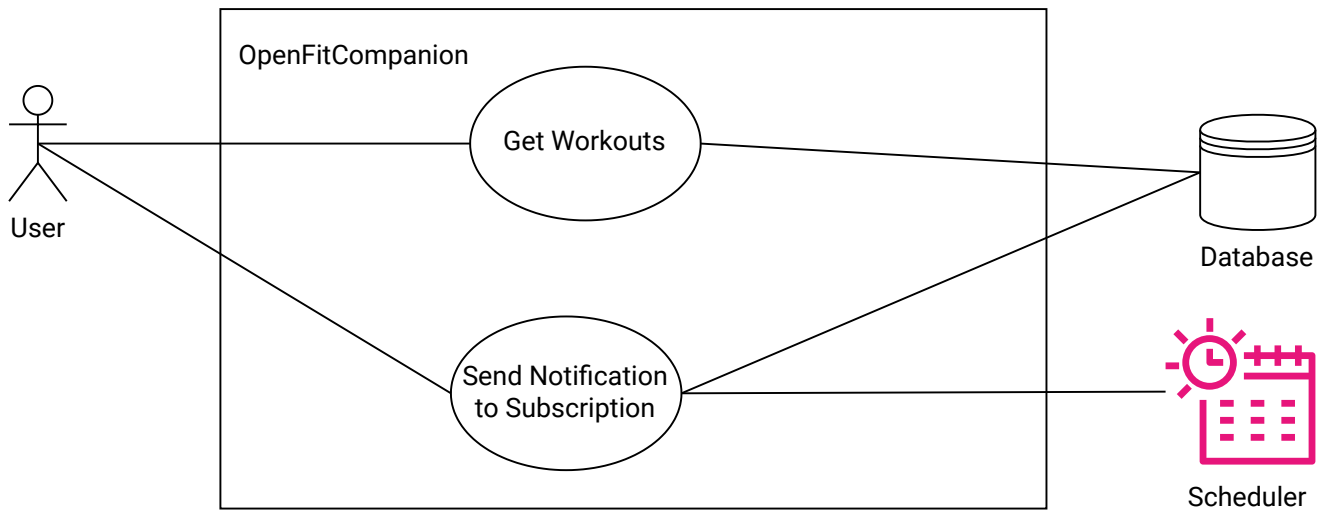 OpenFitCompanion
Get Workouts
User
Database
Send Notification
to Subscription
Scheduler